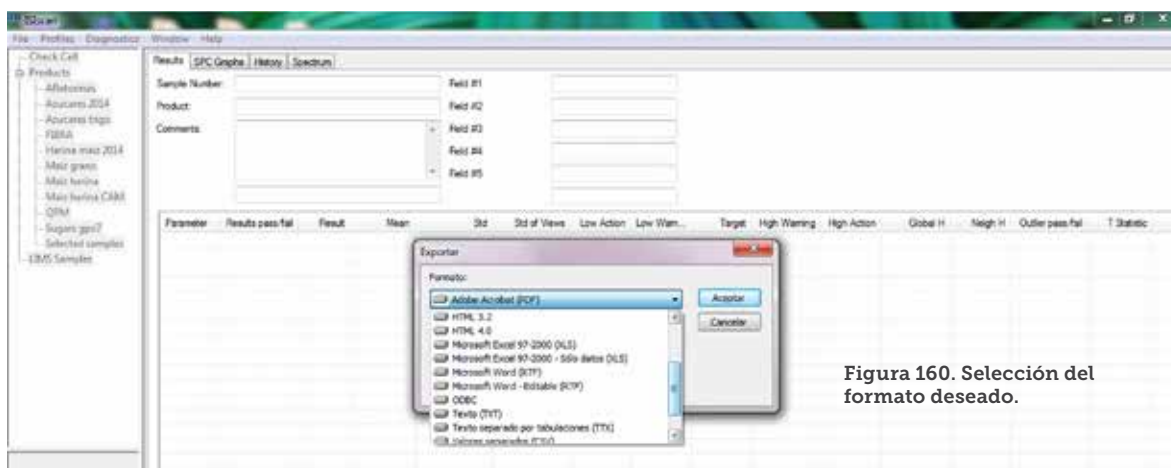 ISIscan
File Profiles Diagnostics Window Help
Check Cell
Products
Aflatoxinas
Azucares 2014
Azucares trigo
FIBRA
Harina maiz 2014
Maiz grano
Maiz harina
Maiz harina CAMI
QPM
Sugars gpo7
Selected samples
LIMS Samples
Results SPC Graphs History Spectrum
Sample Number: Field #1
Product: Field #2
Comments: Field #3
Field #4
Field #5
Parameter Results pass/fail Result Mean Std Std of Views Low Action Low Warn... Target High Warning High Action Global H Neigh H Outlier pass/fail T Statistic
Exportar
Formato:
Adobe Acrobat (PDF) Aceptar
HTML 3.2
HTML 4.0 Cancelar
Microsoft Excel 97-2000 (XLS)
Microsoft Excel 97-2000 - Sólo datos (XLS)
Microsoft Word (RTF)
Microsoft Word - Editable (RTF)
ODBC
Texto (TXT)
Texto separado por tabulaciones (TTX)
Valores separados (CSV)
Figura 160. Selección del
formato deseado.